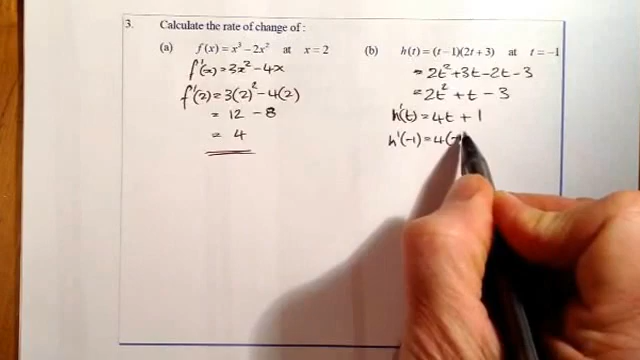 3. Calculate the rate of change of :
(a) f(x) = x³ − 2x² at x = 2
f'(x) = 3x² − 4x
f'(2) = 3(2)² − 4(2)
= 12 − 8
= 4
(b) h(t) = (t − 1)(2t + 3) at t = −1
= 2t² + 3t − 2t − 3
= 2t² + t − 3
h'(t) = 4t + 1
h'(−1) = 4(−